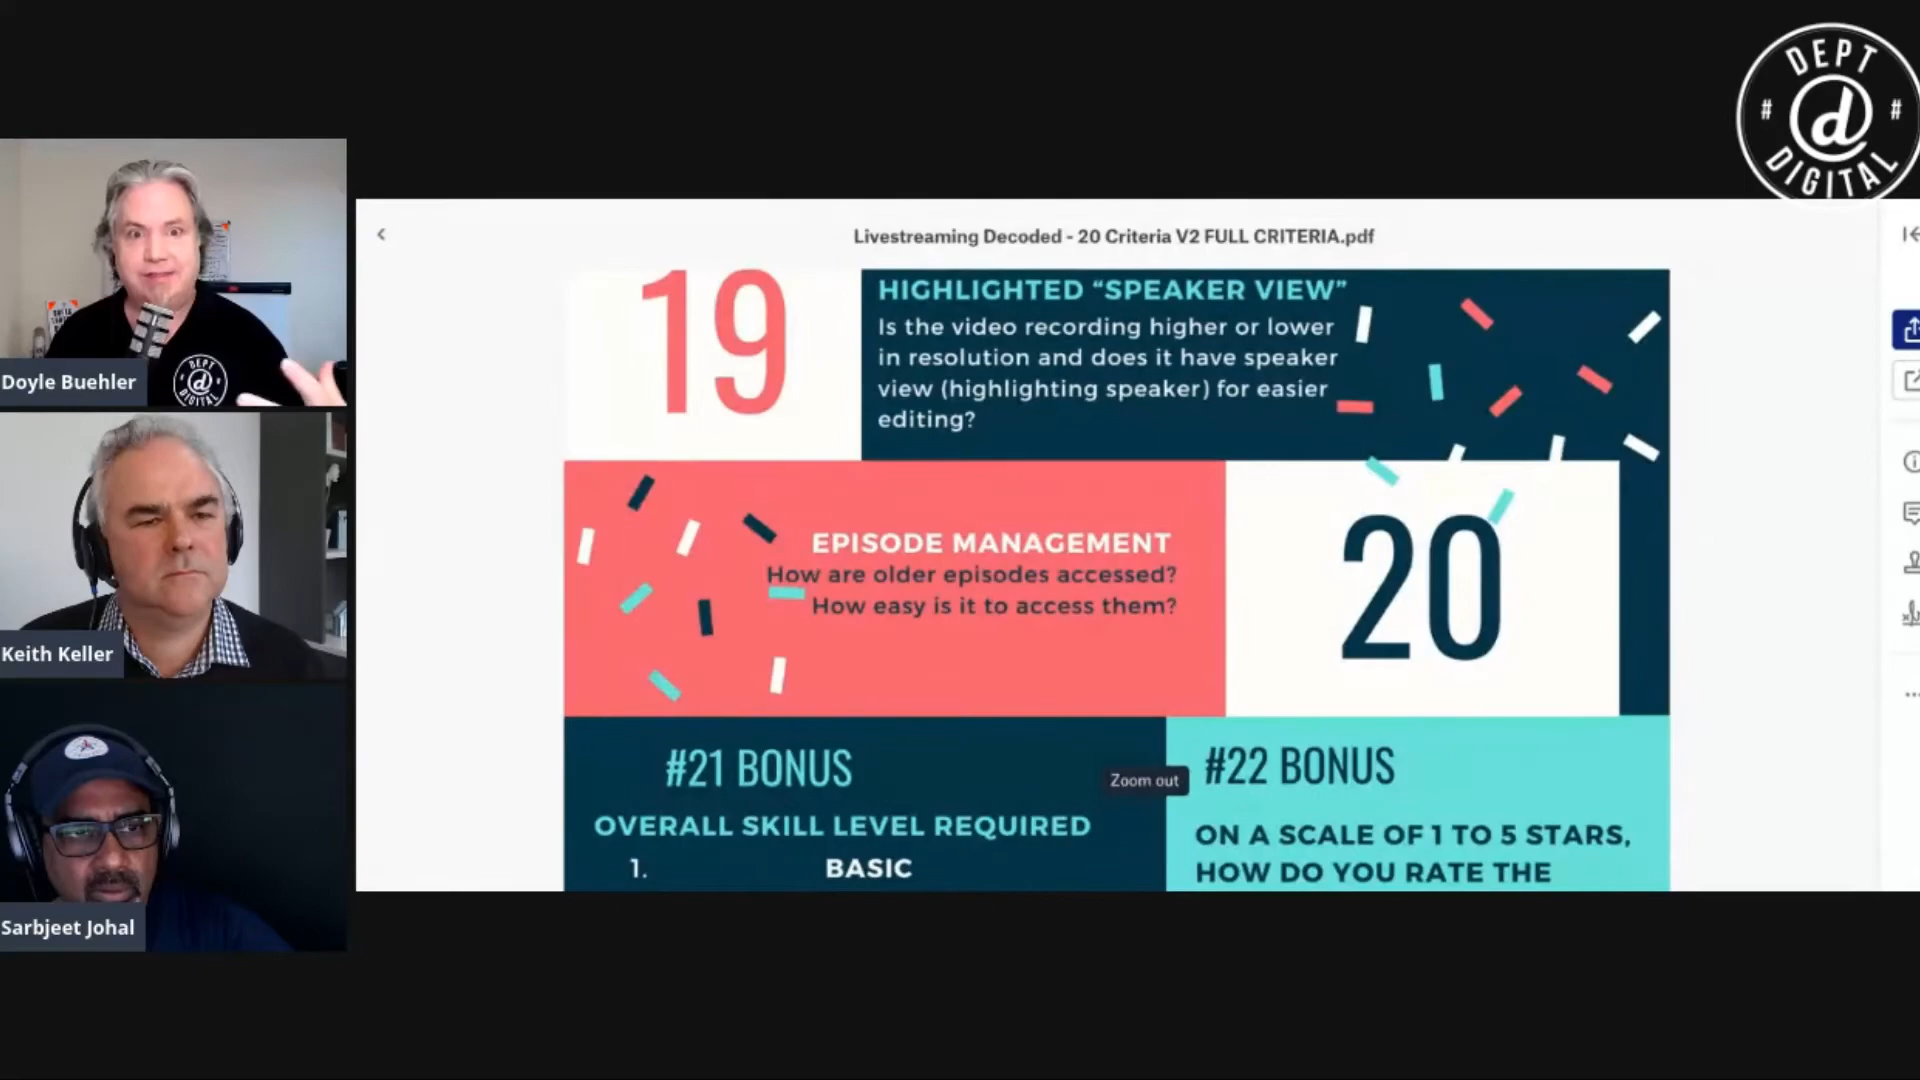 DEPT
# @d #
DIGITAL
Doyle Buehler
DEPT
@d
DIGITAL
Keith Keller
Sarbjeet Johal
Livestreaming Decoded - 20 Criteria V2 FULL CRITERIA.pdf
19
HIGHLIGHTED “SPEAKER VIEW”
Is the video recording higher or lower
in resolution and does it have speaker
view (highlighting speaker) for easier
editing?
EPISODE MANAGEMENT
How are older episodes accessed?
How easy is it to access them?
20
#21 BONUS
OVERALL SKILL LEVEL REQUIRED
1. BASIC
Zoom out
#22 BONUS
ON A SCALE OF 1 TO 5 STARS,
HOW DO YOU RATE THE